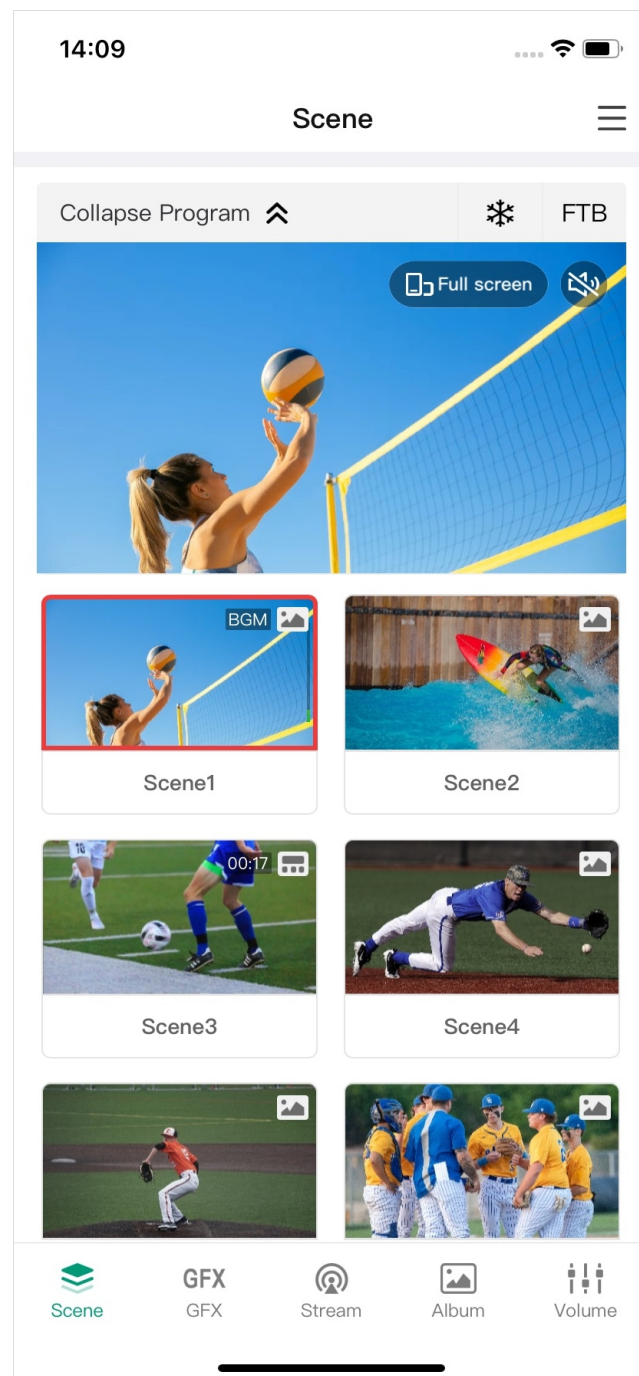 14:09
Scene
Collapse Program
FTB
Full screen
BGM
Scene1
Scene2
00:17
Scene3
Scene4
GFX
Scene
GFX
Stream
Album
Volume